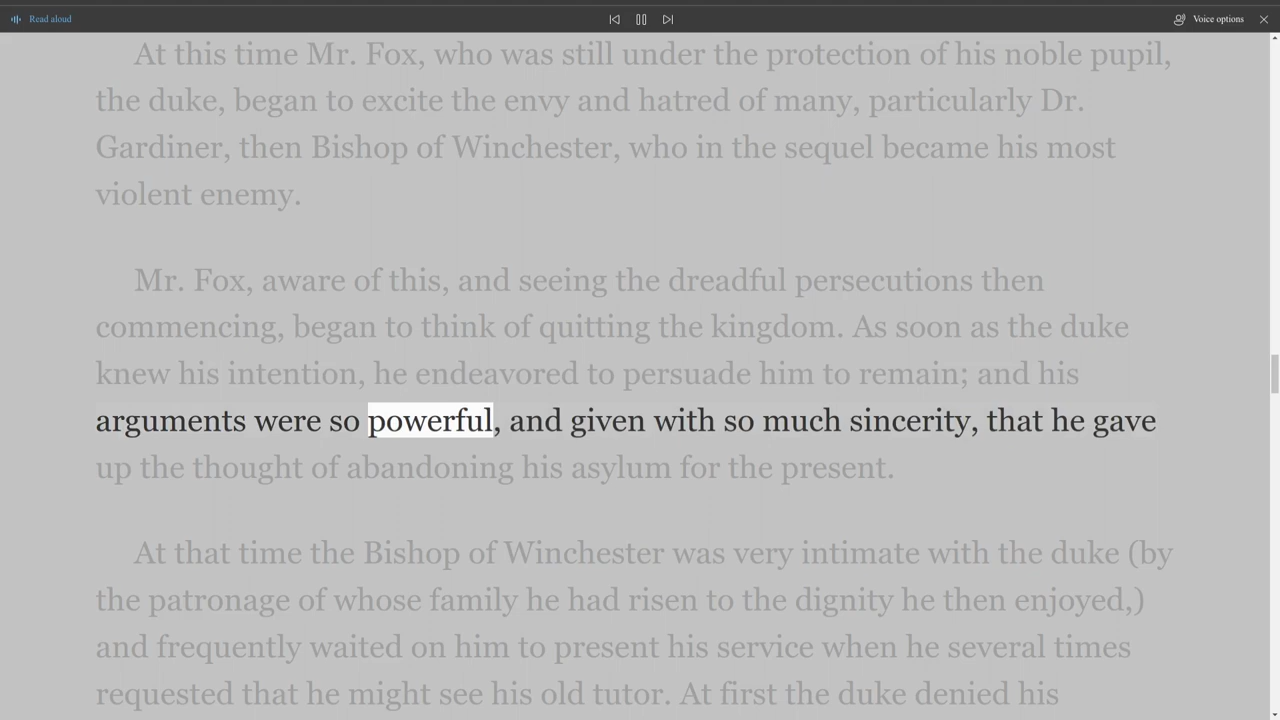 Read aloud
Voice options
At this time Mr. Fox, who was still under the protection of his noble pupil,
the duke, began to excite the envy and hatred of many, particularly Dr.
Gardiner, then Bishop of Winchester, who in the sequel became his most
violent enemy.
Mr. Fox, aware of this, and seeing the dreadful persecutions then
commencing, began to think of quitting the kingdom. As soon as the duke
knew his intention, he endeavored to persuade him to remain; and his
arguments were so powerful, and given with so much sincerity, that he gave
up the thought of abandoning his asylum for the present.
At that time the Bishop of Winchester was very intimate with the duke (by
the patronage of whose family he had risen to the dignity he then enjoyed,)
and frequently waited on him to present his service when he several times
requested that he might see his old tutor. At first the duke denied his